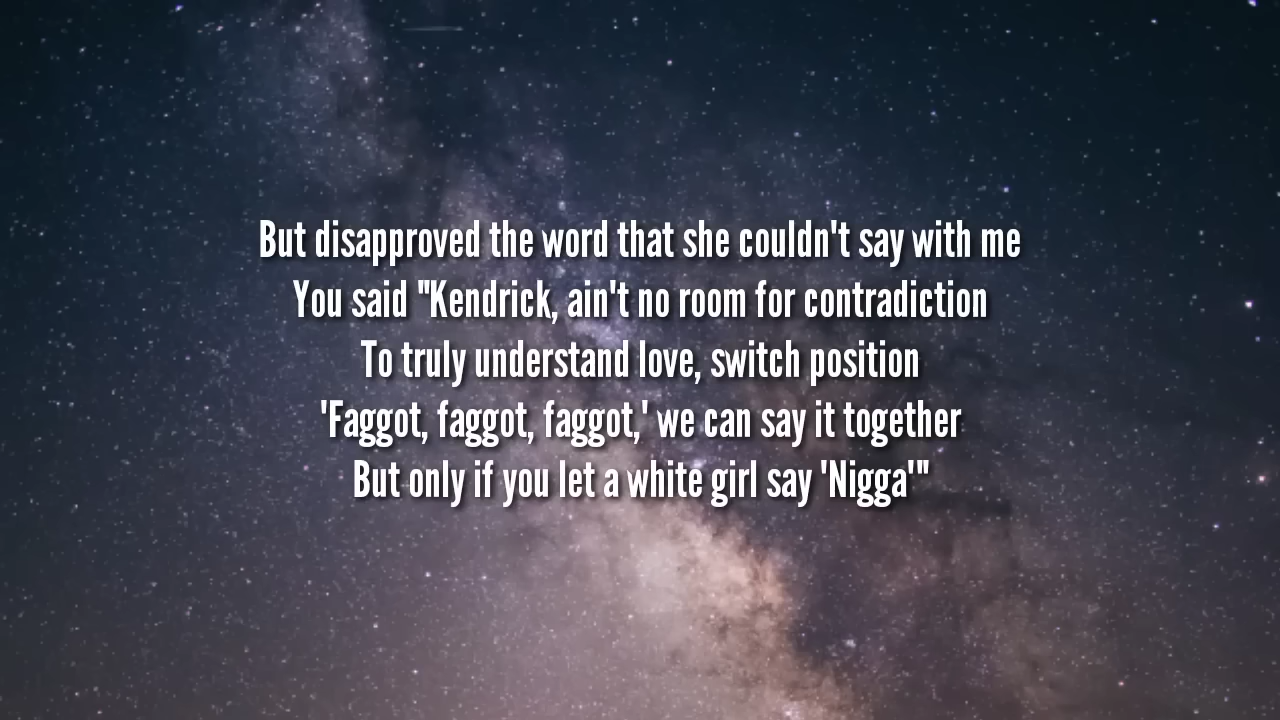 But disapproved the word that she couldn't say with me
You said "Kendrick, ain't no room for contradiction
To truly understand love, switch position
'Faggot, faggot, faggot,' we can say it together
But only if you let a white girl say 'Nigga'"